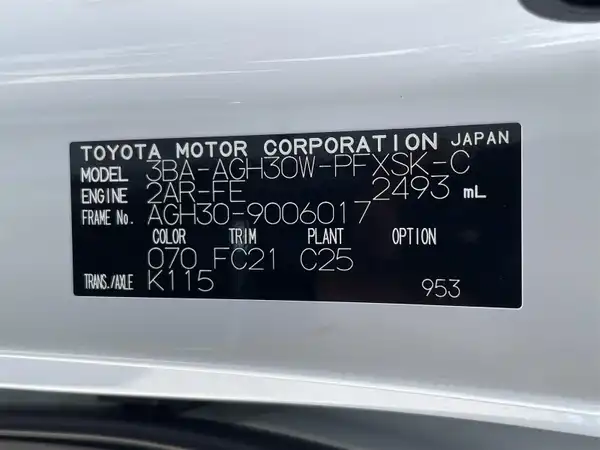 TOYOTA MOTOR CORPORATION JAPAN
MODEL 3BA-AGH30W-PFXSK-C
ENGINE 2AR-FE 2493 mL
FRAME No. AGH30-9006017
COLOR TRIM PLANT OPTION
070 FC21 C25
TRANS./AXLE K115
953